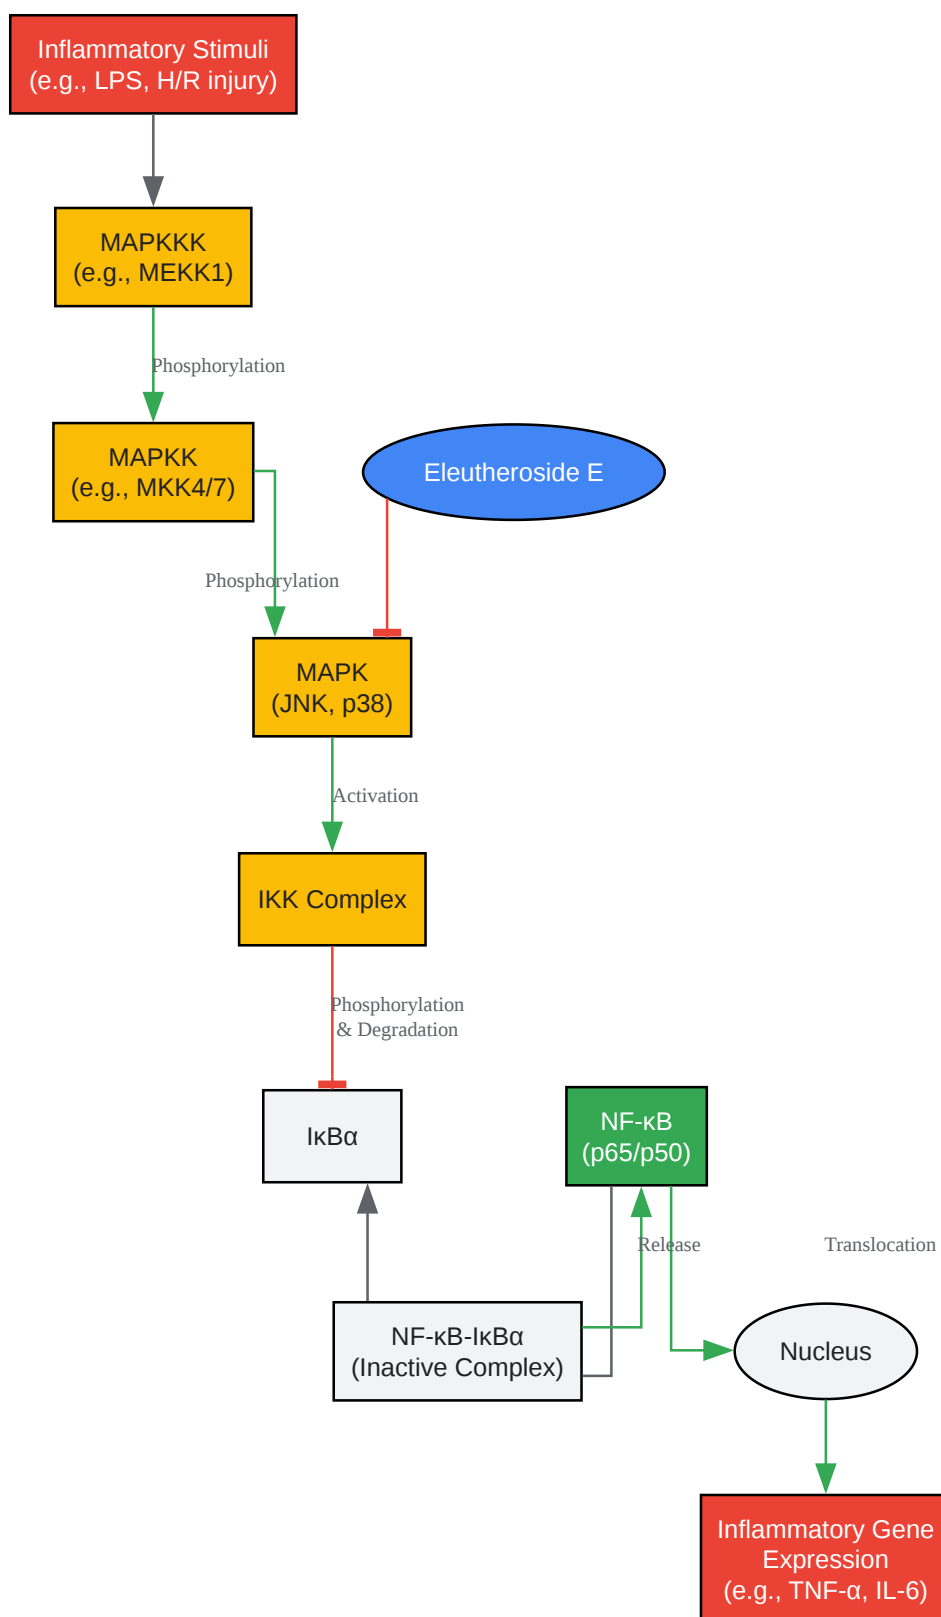 Inflammatory Stimuli
(e.g., LPS, H/R injury)
MAPKKK
(e.g., MEKK1)
Phosphorylation
MAPKK
(e.g., MKK4/7)
Eleutheroside E
Phosphorylation
MAPK
(JNK, p38)
Activation
IKK Complex
Phosphorylation
& Degradation
IκBα
NF-κB
(p65/p50)
Release
Translocation
NF-κB-IκBα
(Inactive Complex)
Nucleus
Inflammatory Gene
Expression
(e.g., TNF-α, IL-6)